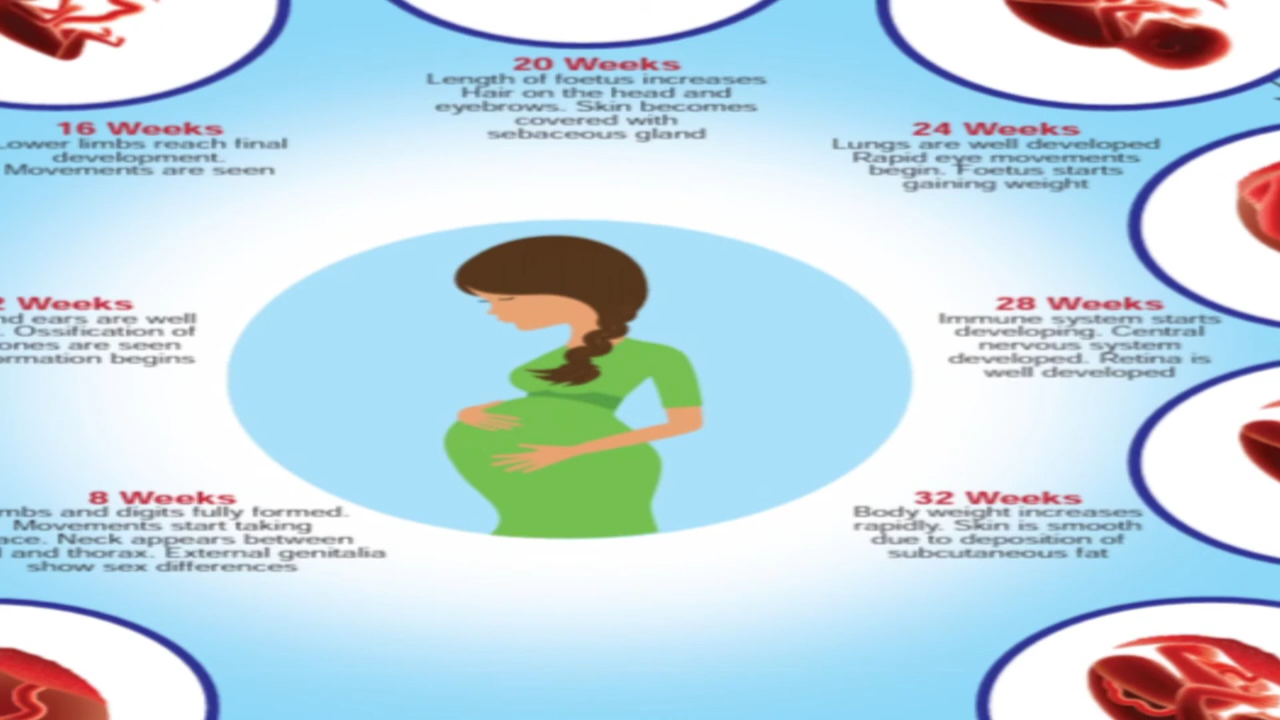 20 Weeks
Length of foetus increases
Hair on the head and
eyebrows. Skin becomes
covered with
sebaceous gland
16 Weeks
Lower limbs reach final
development.
Movements are seen
24 Weeks
Lungs are well developed
Rapid eye movements
begin. Foetus starts
gaining weight
2 Weeks
nd ears are well
. Ossification of
ones are seen
ormation begins
28 Weeks
Immune system starts
developing. Central
nervous system
developed. Retina is
well developed
8 Weeks
mbs and digits fully formed.
Movements start taking
ace. Neck appears between
and thorax. External genitalia
show sex differences
32 Weeks
Body weight increases
rapidly. Skin is smooth
due to deposition of
subcutaneous fat